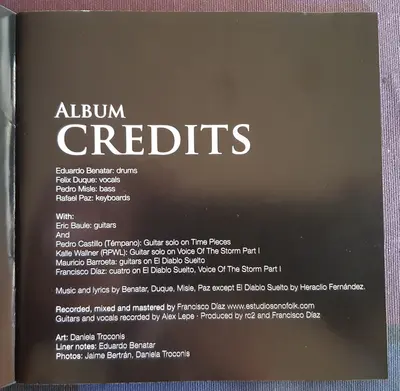 ALBUM
CREDITS
Eduardo Benatar: drums
Felix Duque: vocals
Pedro Misle: bass
Rafael Paz: keyboards
With:
Eric Baule: guitars
And
Pedro Castillo (Témpano): Guitar solo on Time Pieces
Kalle Wallner (RPWL): Guitar solo on Voice Of The Storm Part I
Mauricio Barroeta: guitars on El Diablo Suelto
Francisco Díaz: cuatro on El Diablo Suelto, Voice Of The Storm Part I
Music and lyrics by Benatar, Duque, Misle, Paz except El Diablo Suelto by Heraclio Fernández.
Recorded, mixed and mastered by Francisco Díaz www.estudiosonofolk.com
Guitars and vocals recorded by Alex Lepe · Produced by rc2 and Francisco Díaz
Art: Daniela Troconis
Liner notes: Eduardo Benatar
Photos: Jaime Bertrán, Daniela Troconis